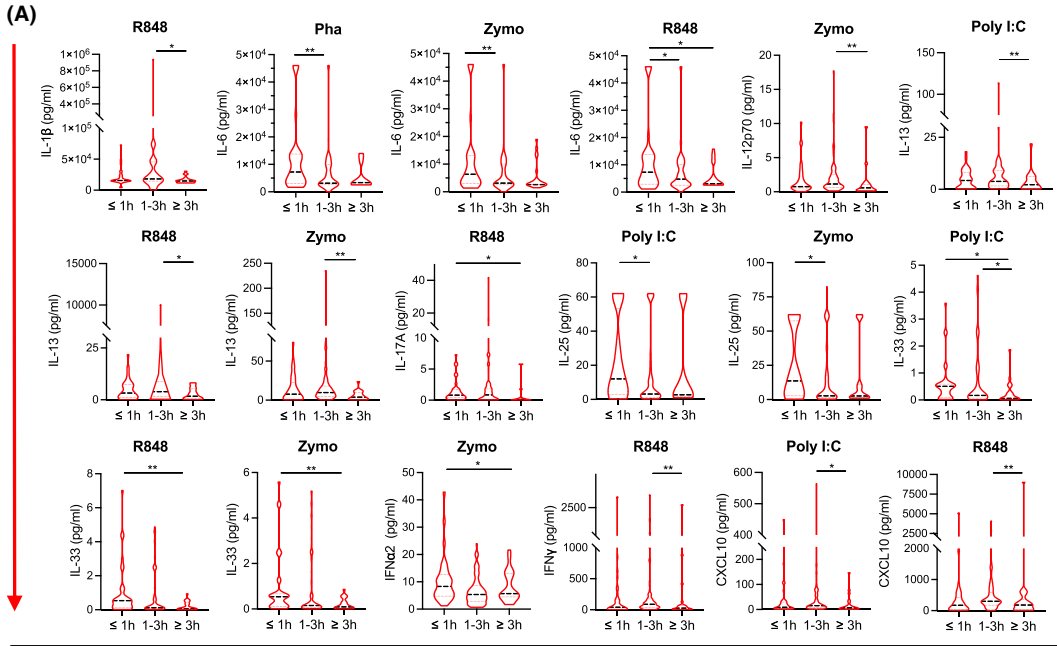 (A)
R848
IL-1β (pg/ml)
1×10⁶
8×10⁵
6×10⁵
4×10⁵
2×10⁵
1×10⁵
5×10⁴
0
*
≤ 1h 1-3h ≥ 3h
Pha
IL-6 (pg/ml)
5×10⁴
4×10⁴
3×10⁴
2×10⁴
1×10⁴
0
**
≤ 1h 1-3h ≥ 3h
Zymo
IL-6 (pg/ml)
5×10⁴
4×10⁴
3×10⁴
2×10⁴
1×10⁴
0
**
≤ 1h 1-3h ≥ 3h
R848
IL-6 (pg/ml)
5×10⁴
4×10⁴
3×10⁴
2×10⁴
1×10⁴
0
*
*
≤ 1h 1-3h ≥ 3h
Zymo
IL-12p70 (pg/ml)
20
15
10
5
0
**
≤ 1h 1-3h ≥ 3h
Poly I:C
IL-13 (pg/ml)
150
100
25
0
**
≤ 1h 1-3h ≥ 3h
R848
IL-13 (pg/ml)
15000
10000
25
0
*
≤ 1h 1-3h ≥ 3h
Zymo
IL-13 (pg/ml)
250
200
150
100
50
0
**
≤ 1h 1-3h ≥ 3h
R848
IL-17A (pg/ml)
40
20
10
5
0
*
≤ 1h 1-3h ≥ 3h
Poly I:C
IL-25 (pg/ml)
80
60
40
20
0
*
≤ 1h 1-3h ≥ 3h
Zymo
IL-25 (pg/ml)
100
75
50
25
0
*
≤ 1h 1-3h ≥ 3h
Poly I:C
IL-33 (pg/ml)
5
4
3
2
1
0
*
*
≤ 1h 1-3h ≥ 3h
R848
IL-33 (pg/ml)
8
6
4
2
0
**
≤ 1h 1-3h ≥ 3h
Zymo
IL-33 (pg/ml)
6
4
2
0
**
≤ 1h 1-3h ≥ 3h
Zymo
IFNα2 (pg/ml)
50
40
30
20
10
0
*
≤ 1h 1-3h ≥ 3h
R848
IFNγ (pg/ml)
2500
1000
500
0
**
≤ 1h 1-3h ≥ 3h
Poly I:C
CXCL10 (pg/ml)
600
500
400
200
150
100
50
0
*
≤ 1h 1-3h ≥ 3h
R848
CXCL10 (pg/ml)
10000
7500
5000
2500
2000
1000
0
**
≤ 1h 1-3h ≥ 3h